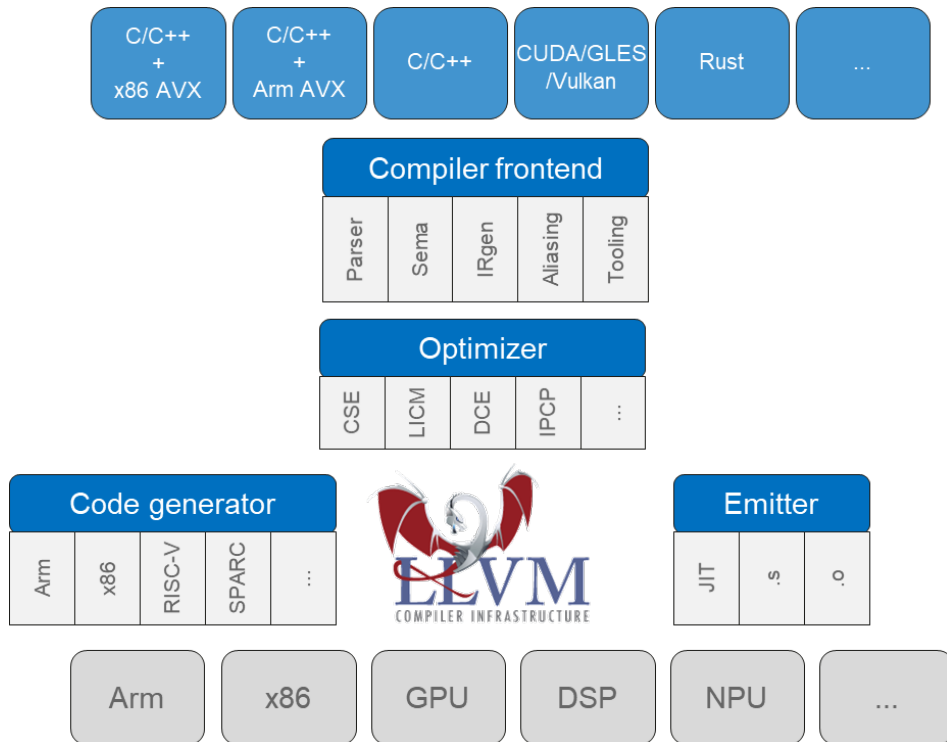 C/C++
+
x86 AVX
C/C++
+
Arm AVX
C/C++
CUDA/GLES
/Vulkan
Rust
...
Compiler frontend
Parser
Sema
IRgen
Aliasing
Tooling
Optimizer
CSE
LICM
DCE
IPCP
...
Code generator
Arm
x86
RISC-V
SPARC
...
LLVM
COMPILER INFRASTRUCTURE
Emitter
JIT
.s
.o
Arm
x86
GPU
DSP
NPU
...